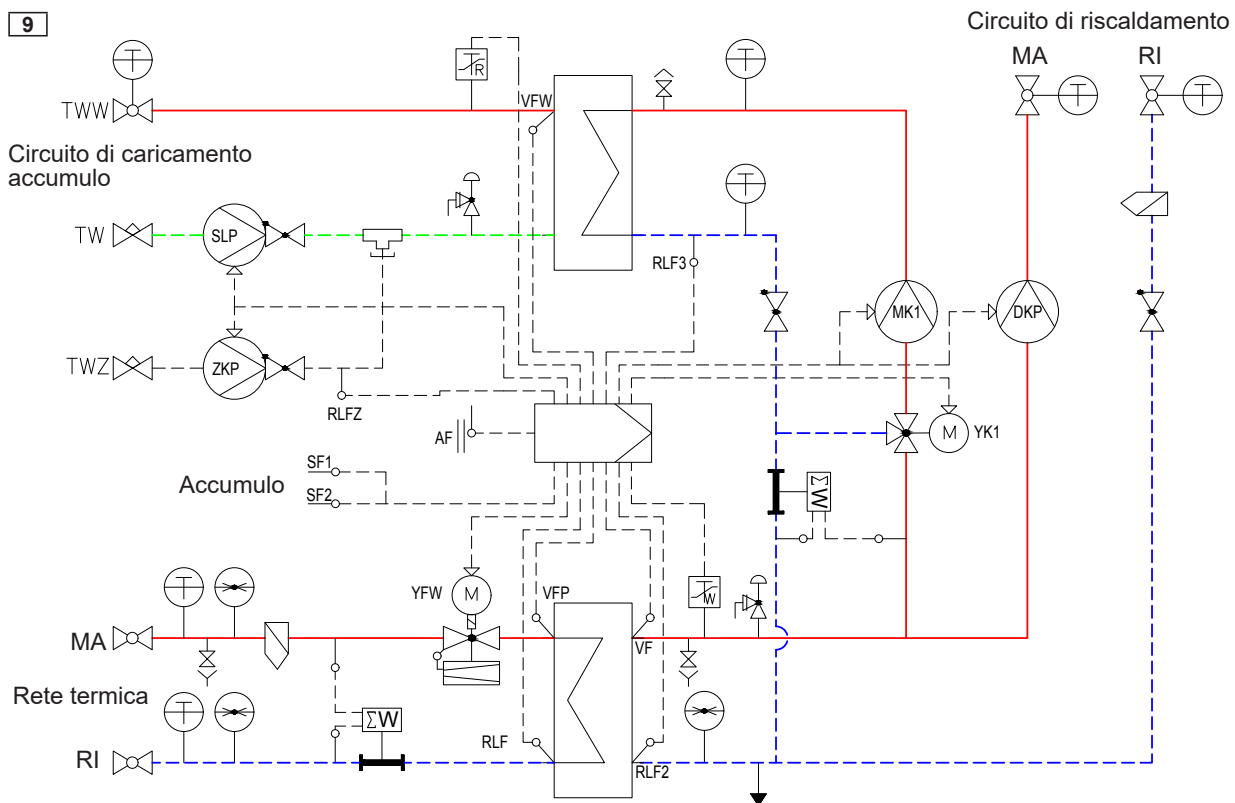 9
Circuito di riscaldamento
MA
RI
T
T
T
T
R
TWW
VFW
Circuito di caricamento
accumulo
T
TW
SLP
RLF3
MK1
DKP
TWZ
ZKP
RLFZ
AF
M
YK1
SF1
Accumulo
SF2
ΣW
YFW
M
VFP
W
T
MA
VF
Rete termica
T
ΣW
RLF
RI
RLF2